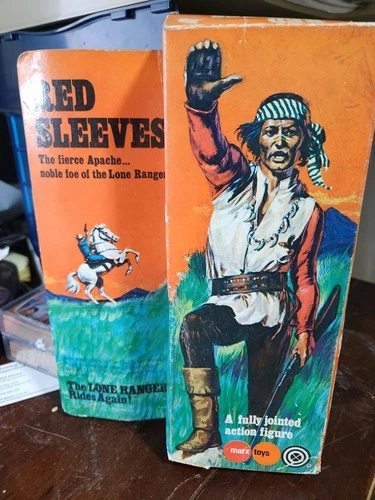 RED
SLEEVES
The fierce Apache...
noble foe of the Lone Ranger
The LONE RANGER
Rides Again!
A fully jointed
action figure
marx toys